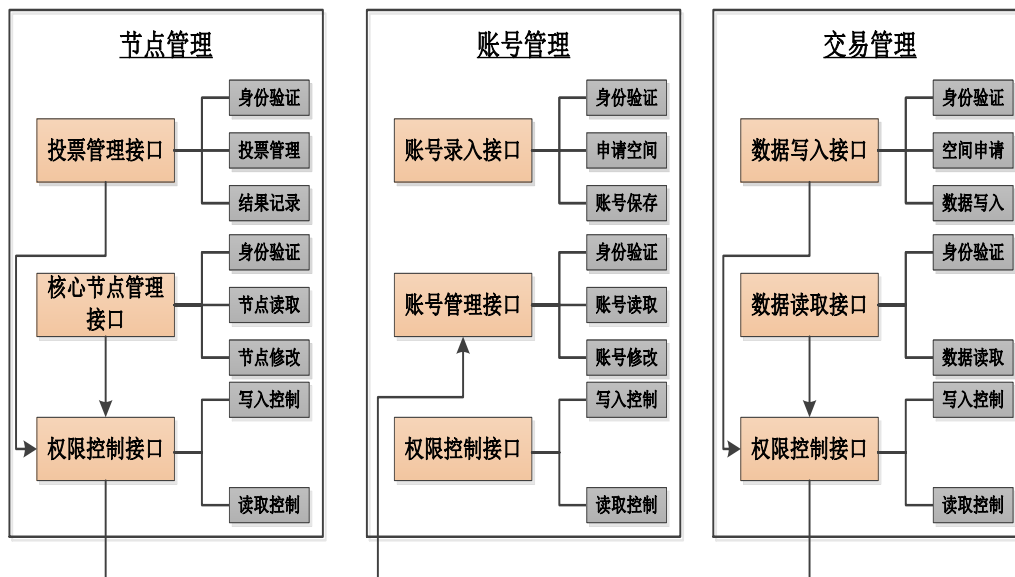 节点管理
投票管理接口
身份验证
投票管理
结果记录
核心节点管理
接口
身份验证
节点读取
节点修改
权限控制接口
写入控制
读取控制
账号管理
账号录入接口
身份验证
申请空间
账号保存
账号管理接口
身份验证
账号读取
账号修改
权限控制接口
写入控制
读取控制
交易管理
数据写入接口
身份验证
空间申请
数据写入
数据读取接口
身份验证
数据读取
权限控制接口
写入控制
读取控制